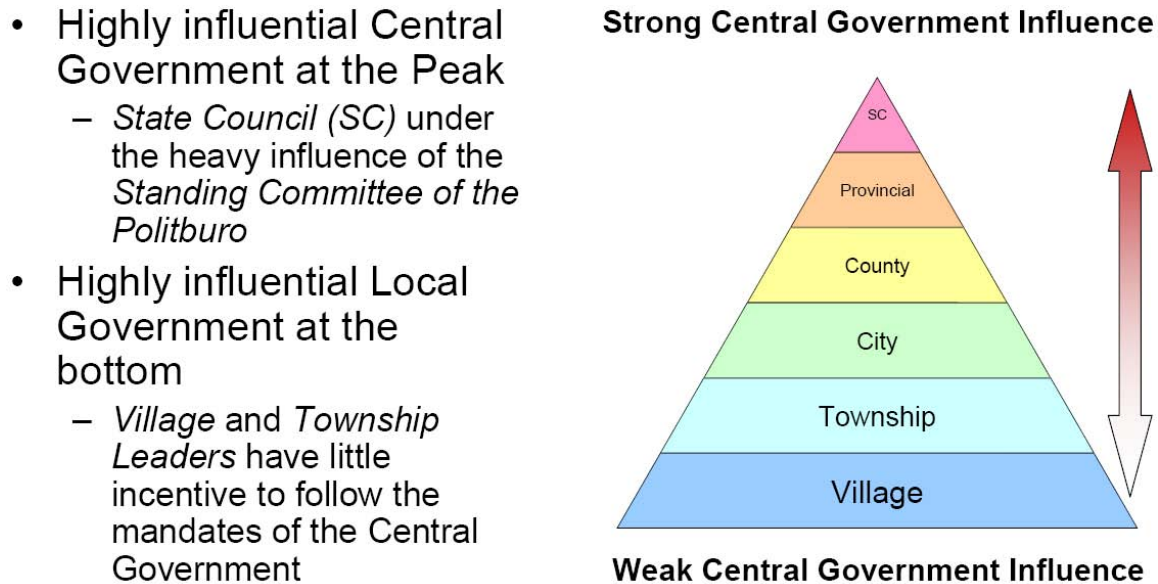 • Highly influential Central
Government at the Peak
– State Council (SC) under
the heavy influence of the
Standing Committee of the
Politburo
• Highly influential Local
Government at the
bottom
– Village and Township
Leaders have little
incentive to follow the
mandates of the Central
Government
Strong Central Government Influence
SC
Provincial
County
City
Township
Village
Weak Central Government Influence